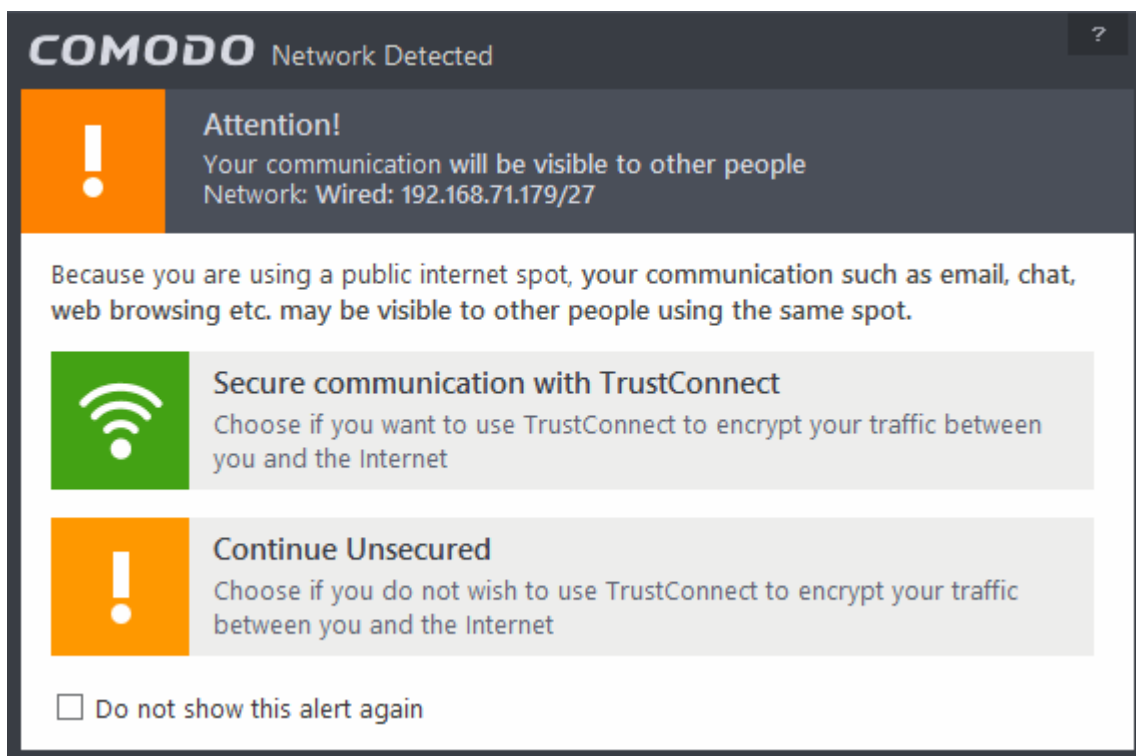 COMODO Network Detected
?
Attention!
Your communication will be visible to other people
Network: Wired: 192.168.71.179/27
Because you are using a public internet spot, your communication such as email, chat,
web browsing etc. may be visible to other people using the same spot.
Secure communication with TrustConnect
Choose if you want to use TrustConnect to encrypt your traffic between
you and the Internet
Continue Unsecured
Choose if you do not wish to use TrustConnect to encrypt your traffic
between you and the Internet
Do not show this alert again